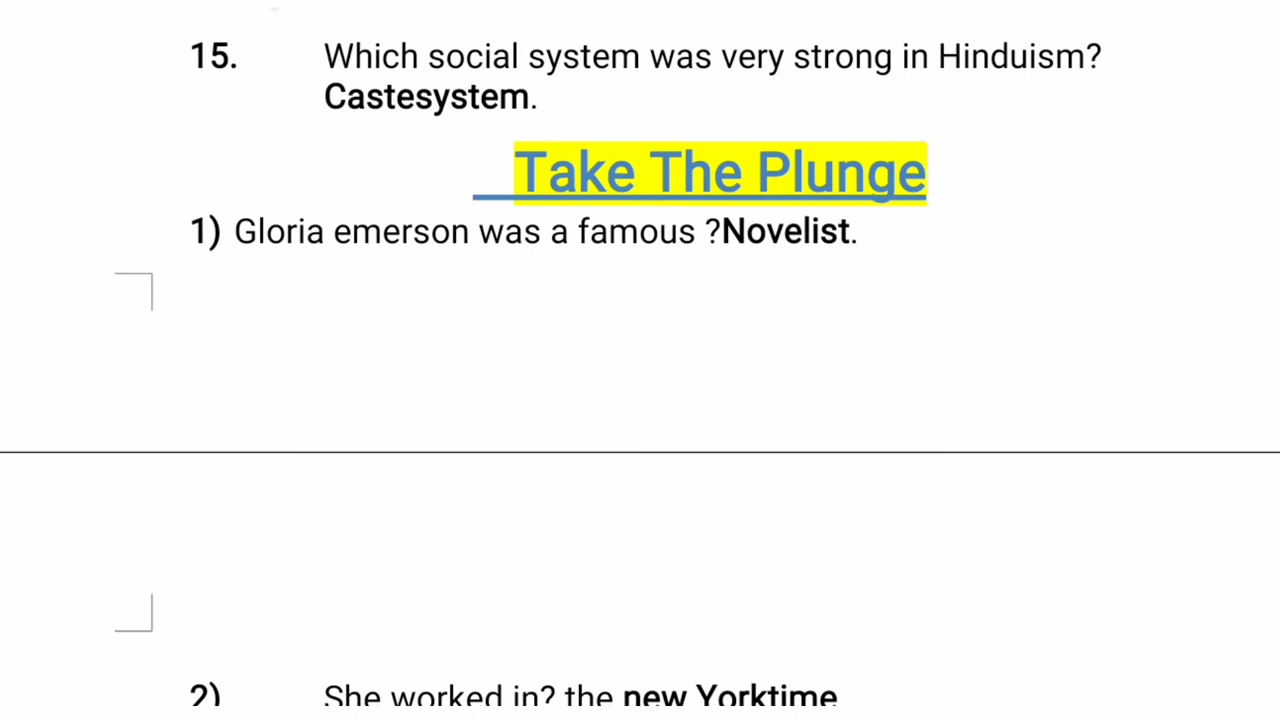 15. Which social system was very strong in Hinduism?
Castesystem.
Take The Plunge
1) Gloria emerson was a famous ?Novelist.
2) She worked in? the new Yorktime